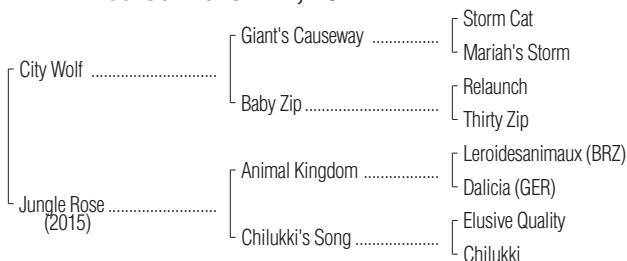 Storm Cat
Giant's Causeway ................
Mariah's Storm
City Wolf ..............................
Relaunch
Baby Zip ................................
Thirty Zip
Leroidesanimaux (BRZ)
Animal Kingdom ..................
Dalicia (GER)
Jungle Rose ..........................
(2015)
Elusive Quality
Chilukki's Song ....................
Chilukki